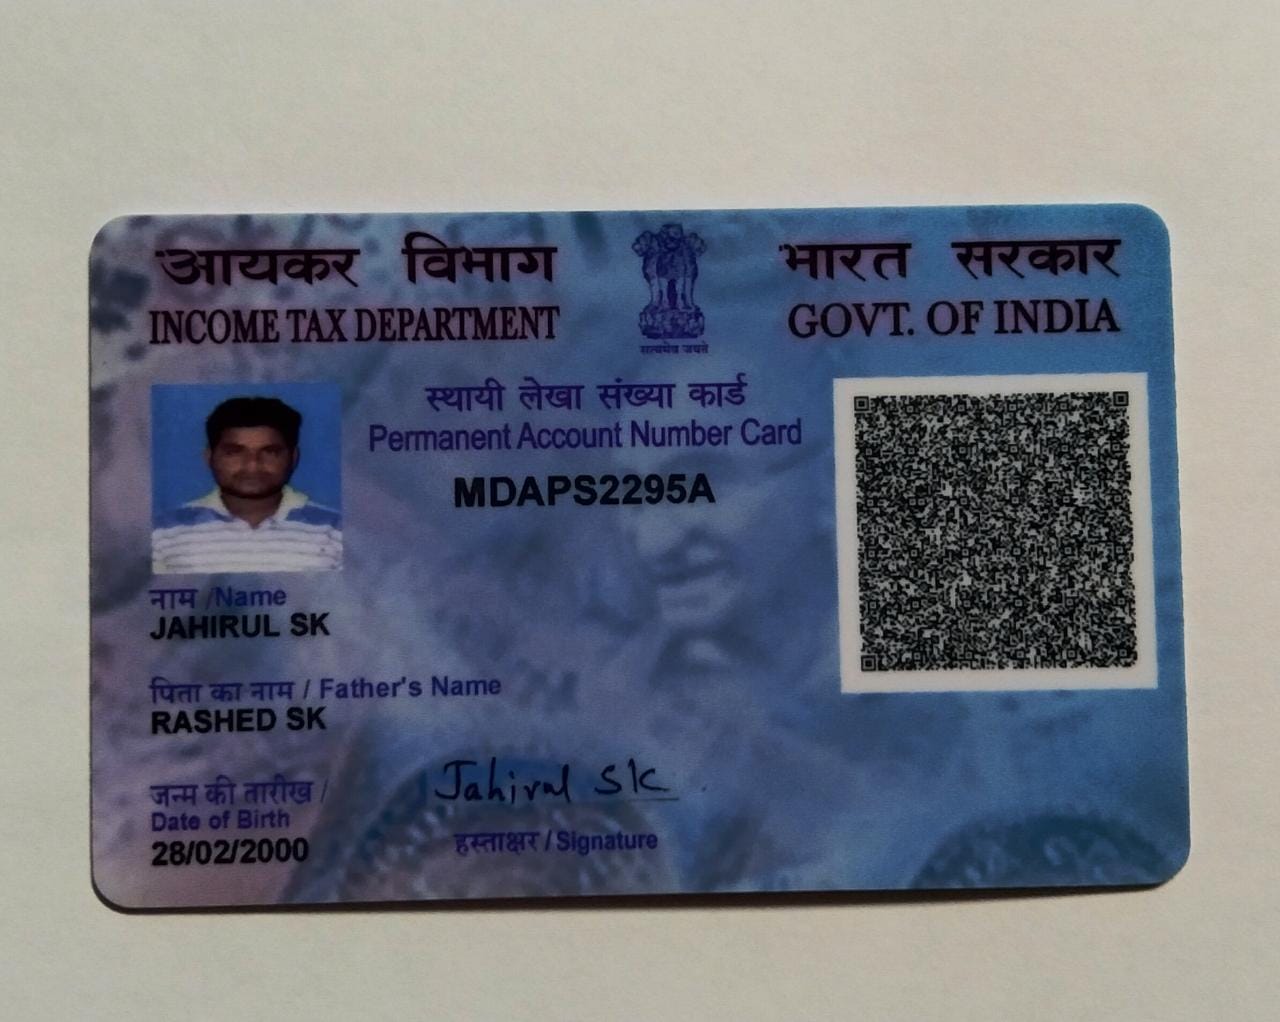 आयकर विभाग
INCOME TAX DEPARTMENT
सत्यमेव जयते
भारत सरकार
GOVT. OF INDIA
स्थायी लेखा संख्या कार्ड
Permanent Account Number Card
MDAPS2295A
नाम /Name
JAHIRUL SK
पिता का नाम / Father's Name
RASHED SK
जन्म की तारीख /
Date of Birth
28/02/2000
Jahirul SK
हस्ताक्षर / Signature